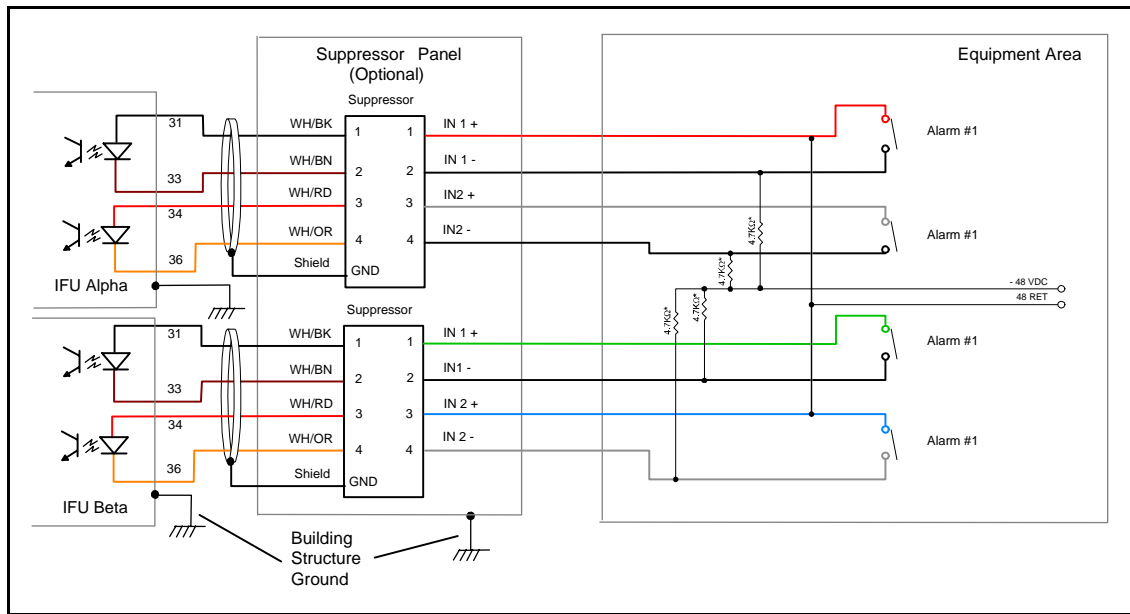 Suppressor Panel
(Optional)
Equipment Area
Suppressor
31
WH/BK
1
1
IN 1 +
Alarm #1
33
WH/BN
2
2
IN 1 -
34
WH/RD
3
3
IN2 +
Alarm #1
36
WH/OR
4
4
IN2 -
Shield
GND
IFU Alpha
4.7KΩ*
4.7KΩ*
4.7KΩ*
4.7KΩ*
- 48 VDC
48 RET
Suppressor
31
WH/BK
1
1
IN 1 +
Alarm #1
33
WH/BN
2
2
IN1 -
34
WH/RD
3
3
IN 2 +
Alarm #1
36
WH/OR
4
4
IN 2 -
Shield
GND
IFU Beta
Building
Structure
Ground